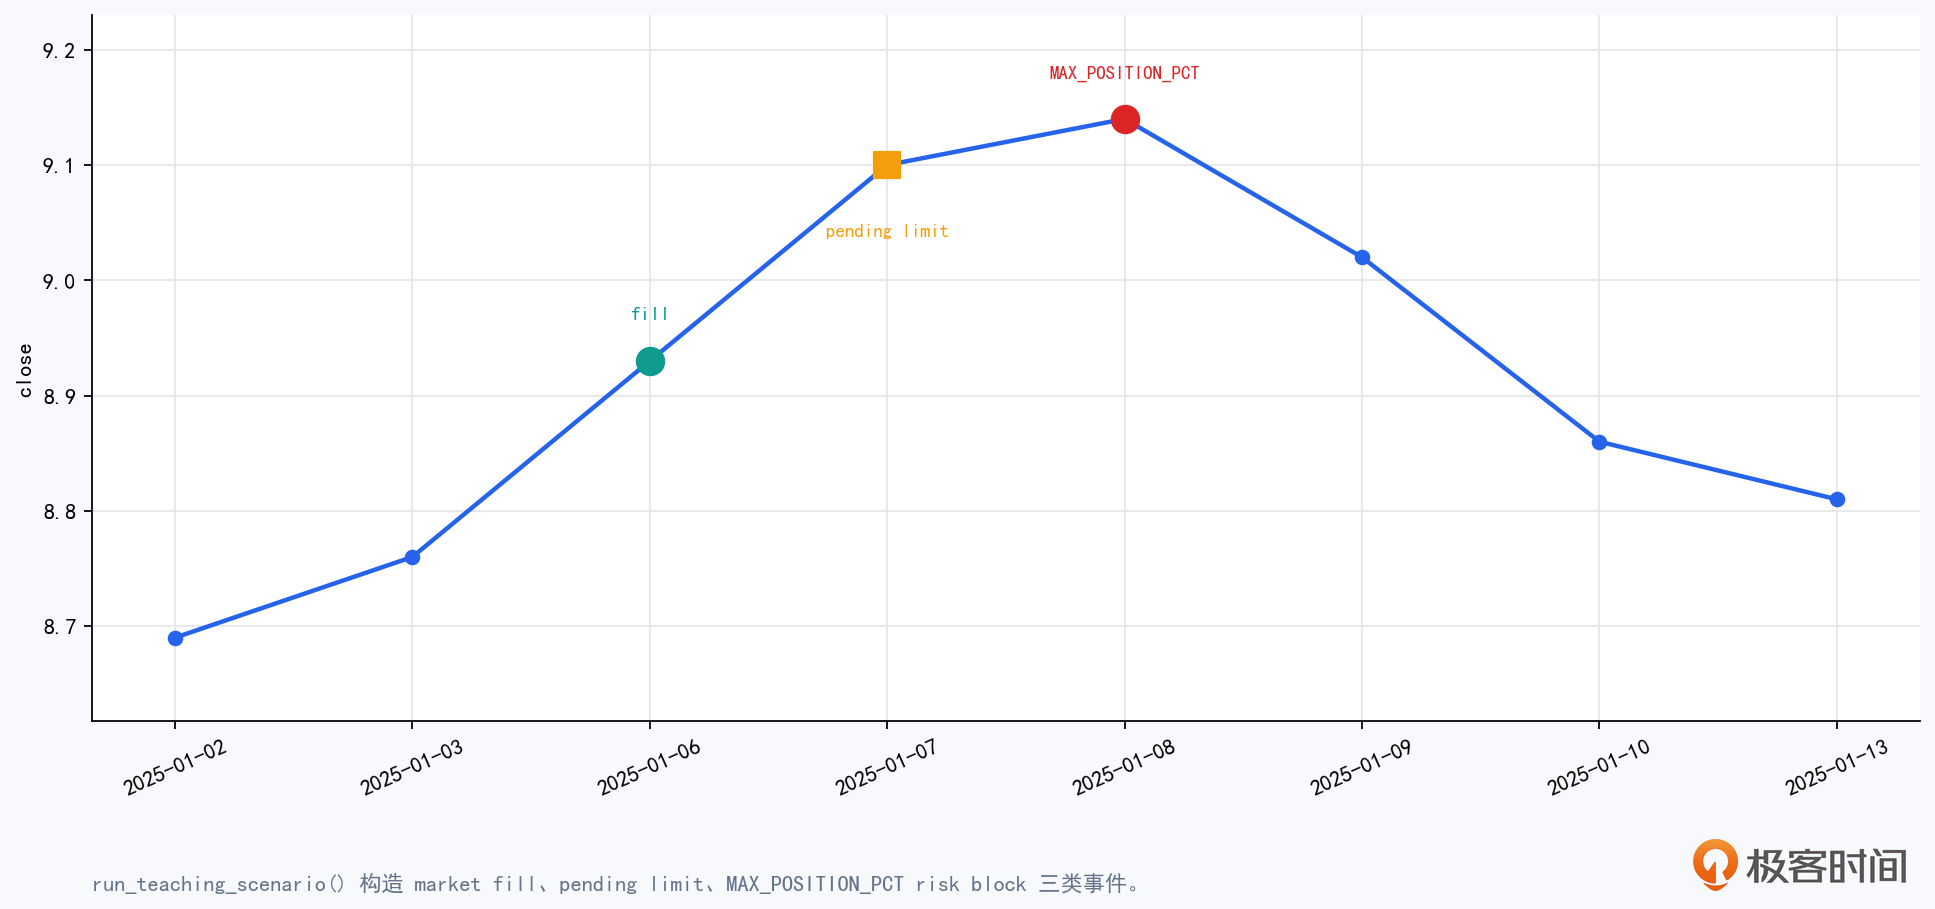 9.2
MAX_POSITION_PCT
9.1
pending limit
9.0
fill
close
8.9
8.8
8.7
2025-01-02
2025-01-03
2025-01-06
2025-01-07
2025-01-08
2025-01-09
2025-01-10
2025-01-13
极客时间
run_teaching_scenario() 构造 market fill、pending limit、MAX_POSITION_PCT risk block 三类事件。